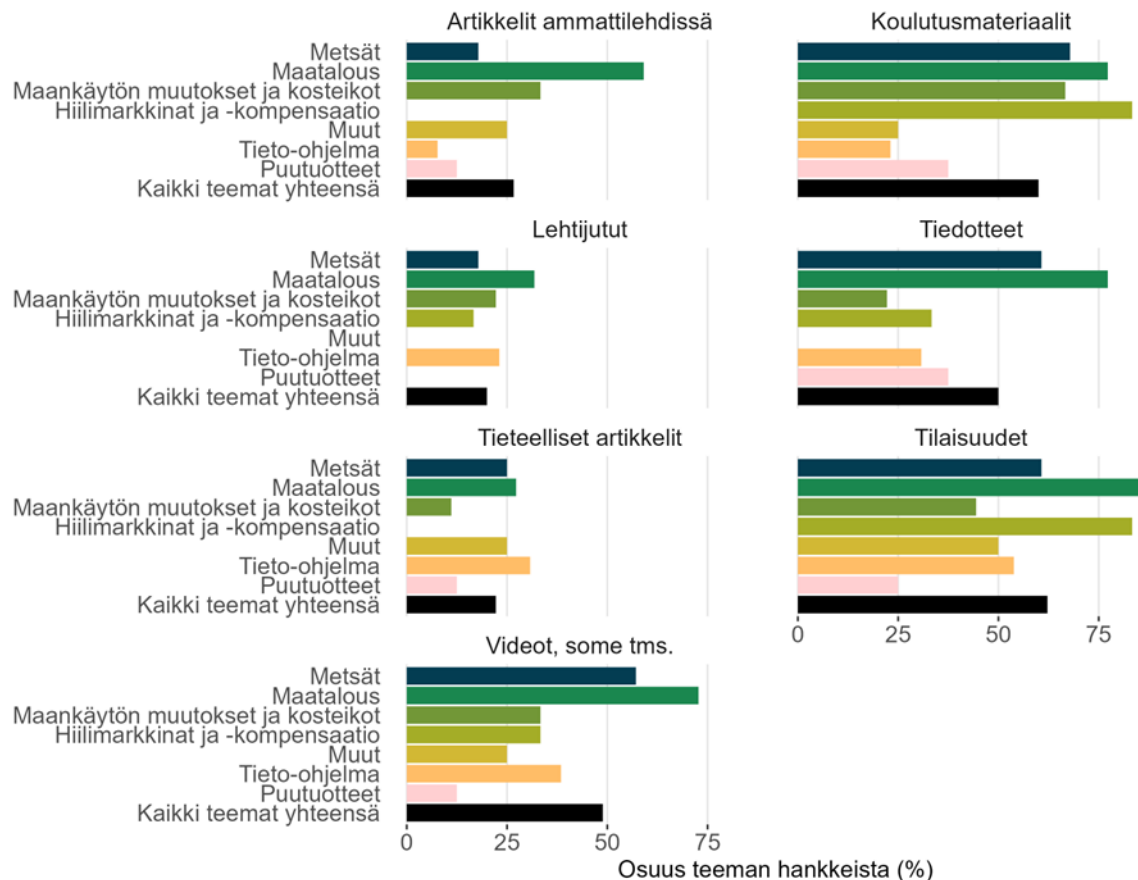 Artikkelit ammattilehdissä
Metsät
Maatalous
Maankäytön muutokset ja kosteikot
Hiilimarkkinat ja -kompensaatio
Muut
Tieto-ohjelma
Puutuotteet
Kaikki teemat yhteensä
Koulutusmateriaalit
Lehtijutut
Metsät
Maatalous
Maankäytön muutokset ja kosteikot
Hiilimarkkinat ja -kompensaatio
Muut
Tieto-ohjelma
Puutuotteet
Kaikki teemat yhteensä
Tiedotteet
Tieteelliset artikkelit
Metsät
Maatalous
Maankäytön muutokset ja kosteikot
Hiilimarkkinat ja -kompensaatio
Muut
Tieto-ohjelma
Puutuotteet
Kaikki teemat yhteensä
Tilaisuudet
0 25 50 75
Videot, some tms.
Metsät
Maatalous
Maankäytön muutokset ja kosteikot
Hiilimarkkinat ja -kompensaatio
Muut
Tieto-ohjelma
Puutuotteet
Kaikki teemat yhteensä
0 25 50 75
Osuus teeman hankkeista (%)